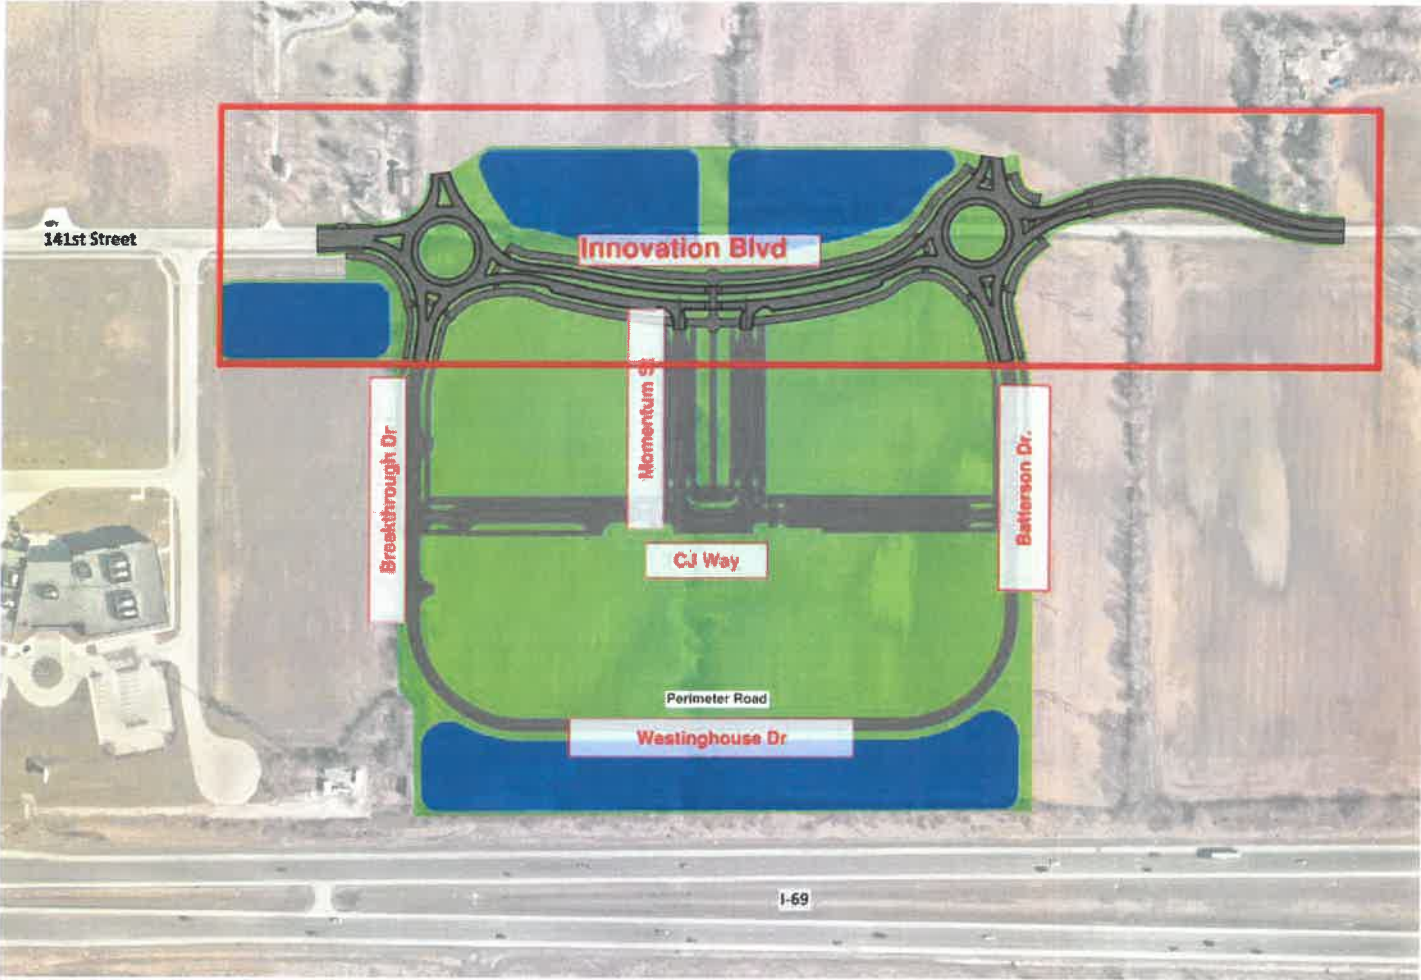 141st Street
Innovation Blvd
Momentum St
Breakthrough Dr
Batterson Dr.
CJ Way
Perimeter Road
Westinghouse Dr
I-69